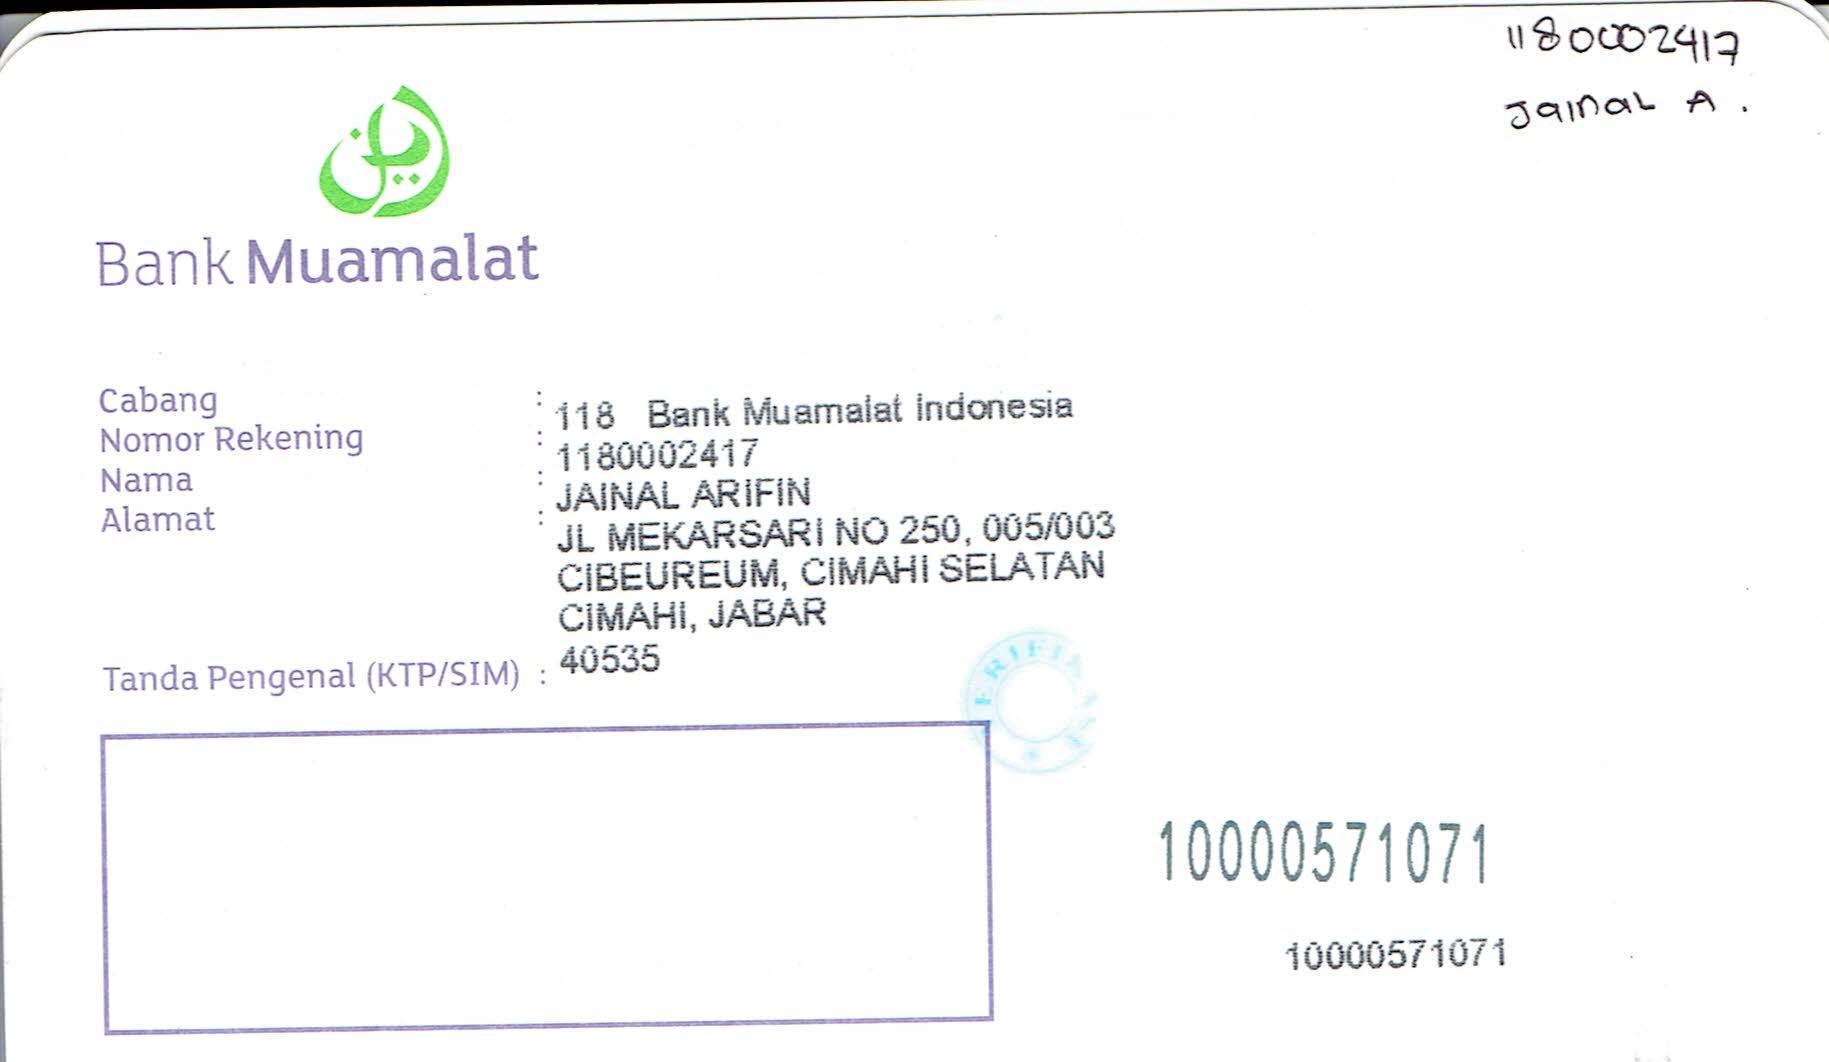 1180002417
Jainal A.
Bank Muamalat
Cabang : 118 Bank Muamalat Indonesia
Nomor Rekening : 1180002417
Nama : JAINAL ARIFIN
Alamat : JL MEKARSARI NO 250, 005/003
CIBEUREUM, CIMAHI SELATAN
CIMAHI, JABAR
40535
Tanda Pengenal (KTP/SIM) :
10000571071
10000571071